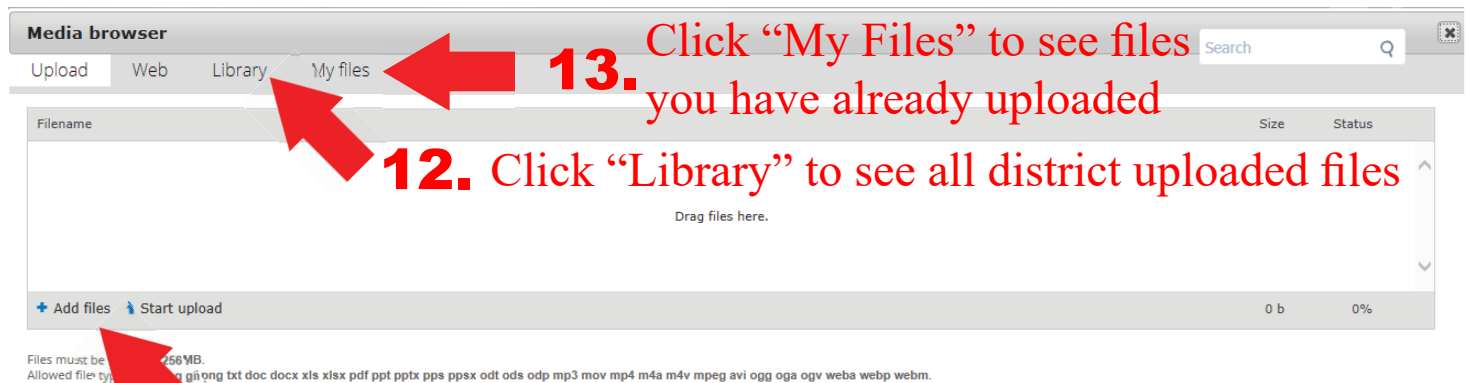 Media browser
Upload Web Library My files
Search
13. Click “My Files” to see files
you have already uploaded
Filename Size Status
12. Click “Library” to see all district uploaded files
Drag files here.
Add files Start upload 0 b 0%
Files must be 256 MB.
Allowed file txt doc docx xls xlsx pdf ppt pptx pps ppsx odt ods odp mp3 mov mp4 m4a m4v mpeg avi ogg oga ogv weba webp webm.